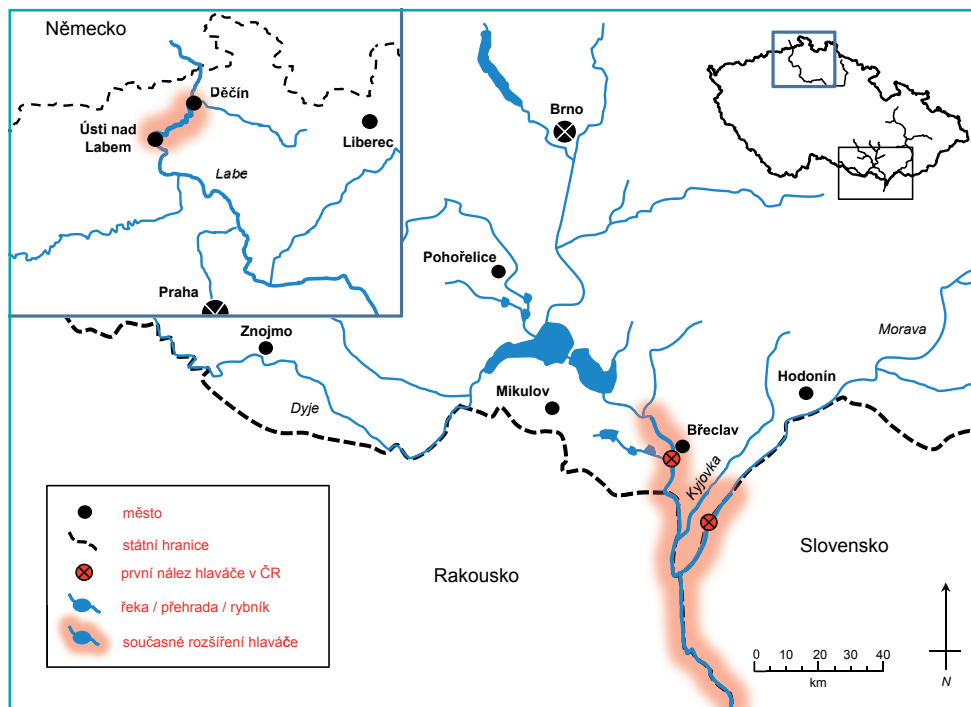 Německo
Děčín
Ústi nad
Labem
Liberec
Labe
Praha
Brno
Pohořelice
Znojmo
Morava
Mikulov
Hodonín
Dyje
Břeclav
Kyjovka
město
státní hranice
první nález hlaváče v ČR
řeka / přehrada / rybník
současné rozšíření hlaváče
Rakousko
Slovensko
0 10 20 30 40
km
N